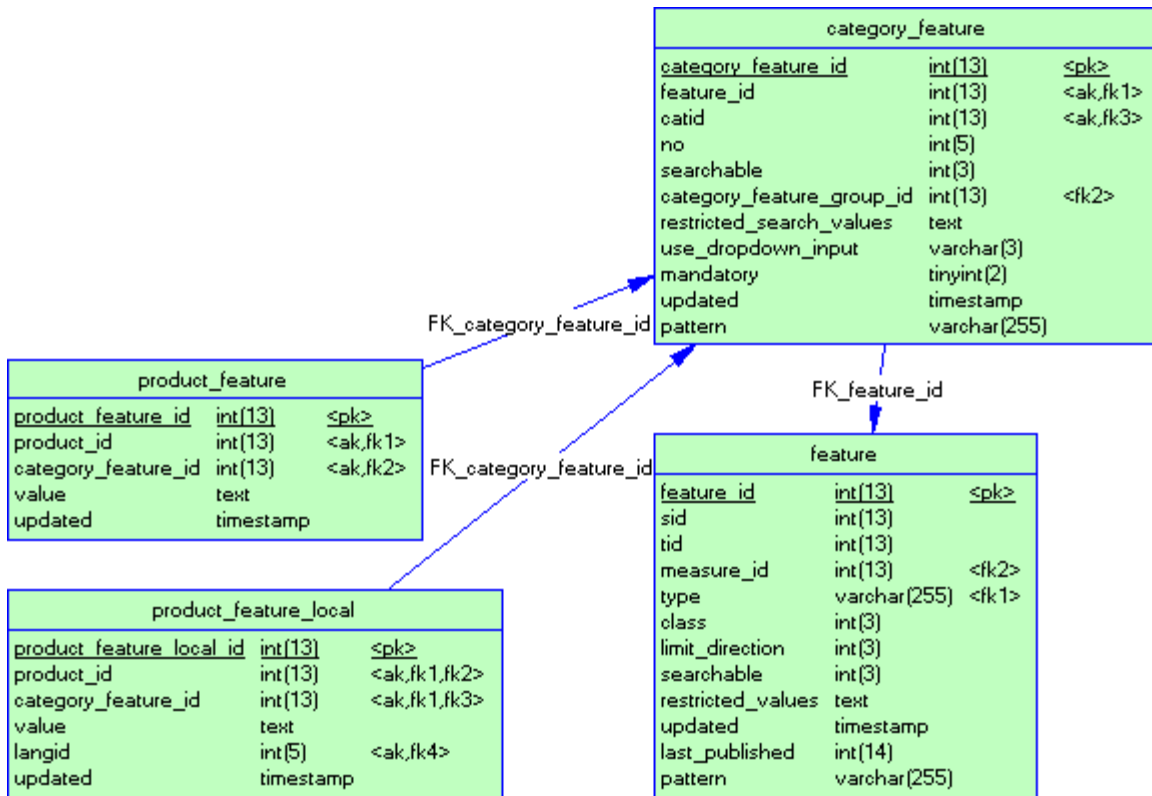 category_feature
category_feature_id int(13) <pk>
feature_id int(13) <ak,fk1>
catid int(13) <ak,fk3>
no int(5)
searchable int(3)
category_feature_group_id int(13) <fk2>
restricted_search_values text
use_dropdown_input varchar(3)
mandatory tinyint(2)
updated timestamp
pattern varchar(255)
FK_category_feature_id
product_feature
product_feature_id int(13) <pk>
product_id int(13) <ak,fk1>
category_feature_id int(13) <ak,fk2>
value text
updated timestamp
FK_feature_id
FK_category_feature_id
feature
feature_id int(13) <pk>
sid int(13)
tid int(13)
measure_id int(13) <fk2>
type varchar(255) <fk1>
class int(3)
limit_direction int(3)
searchable int(3)
restricted_values text
updated timestamp
last_published int(14)
pattern varchar(255)
product_feature_local
product_feature_local_id int(13) <pk>
product_id int(13) <ak,fk1,fk2>
category_feature_id int(13) <ak,fk1,fk3>
value text
langid int(5) <ak,fk4>
updated timestamp